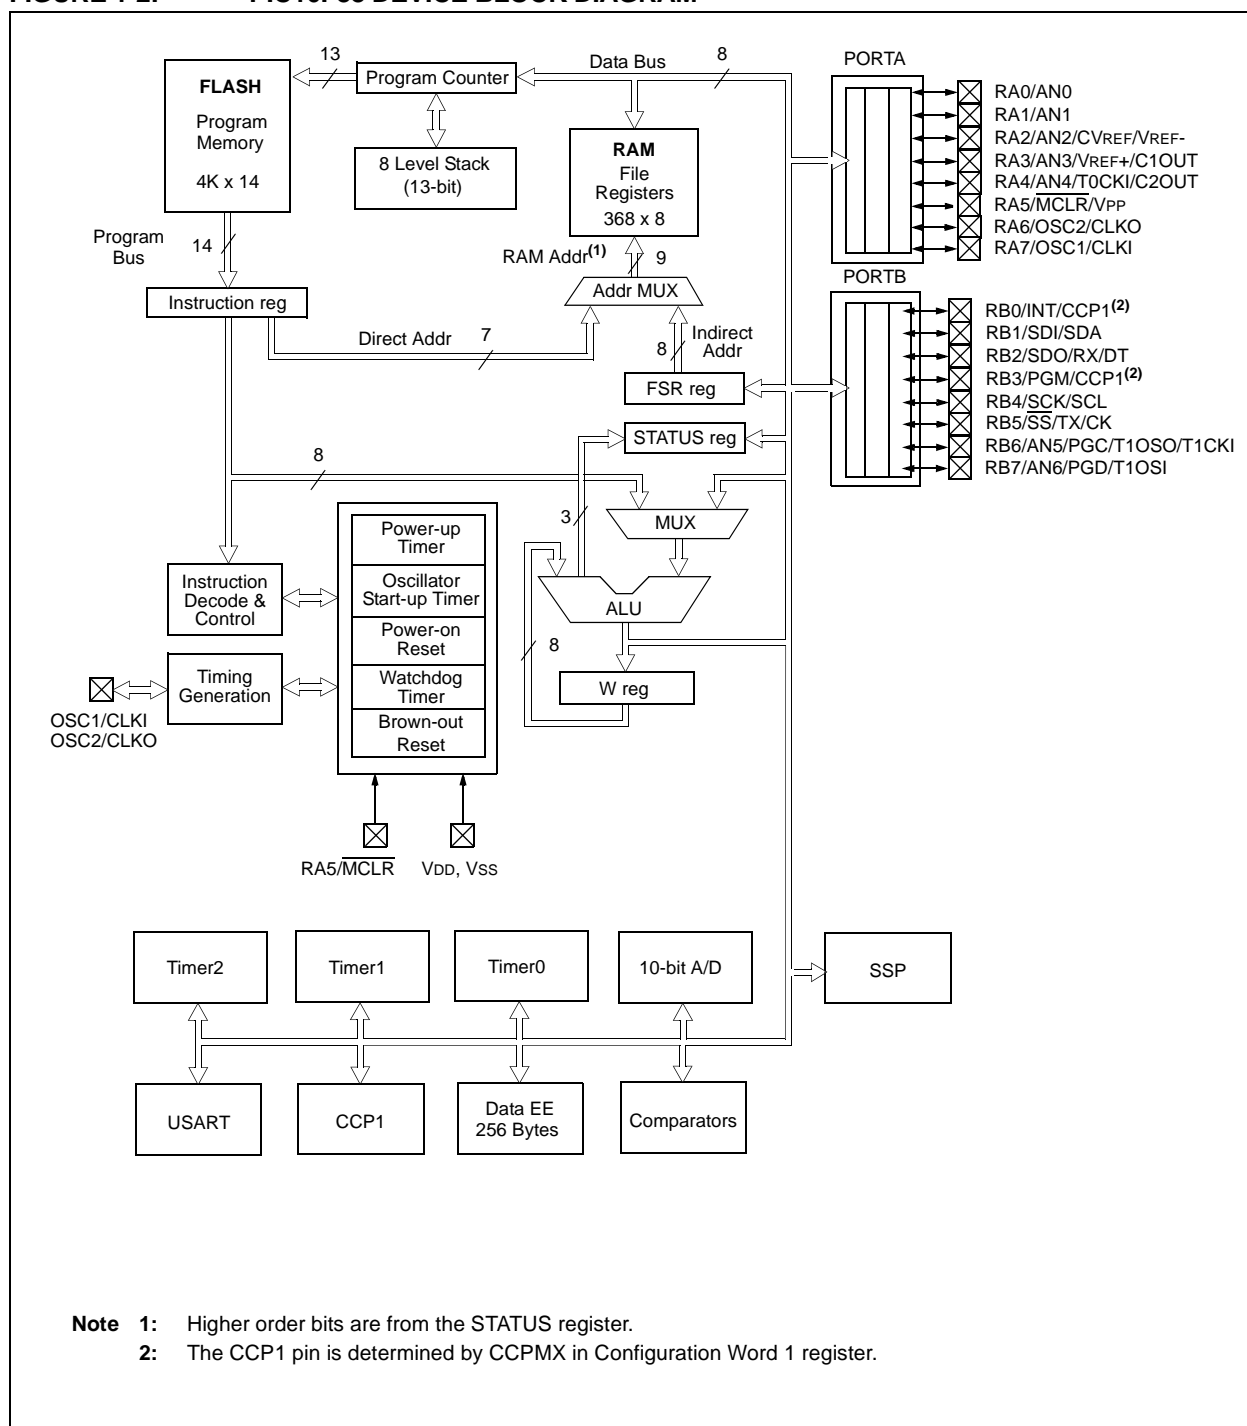 13
Program Counter
Data Bus
8
FLASH
Program
Memory
4K x 14
8 Level Stack
(13-bit)
RAM
File
Registers
368 x 8
Program
Bus
14
RAM Addr(1)
9
Addr MUX
Instruction reg
Direct Addr
7
8
Indirect
Addr
FSR reg
STATUS reg
8
3
MUX
ALU
8
W reg
Power-up
Timer
Oscillator
Start-up Timer
Power-on
Reset
Watchdog
Timer
Brown-out
Reset
Instruction
Decode &
Control
Timing
Generation
OSC1/CLKI
OSC2/CLKO
RA5/MCLR
VDD, VSS
PORTA
RA0/AN0
RA1/AN1
RA2/AN2/CVREF/VREF-
RA3/AN3/VREF+/C1OUT
RA4/AN4/T0CKI/C2OUT
RA5/MCLR/VPP
RA6/OSC2/CLKO
RA7/OSC1/CLKI
PORTB
RB0/INT/CCP1(2)
RB1/SDI/SDA
RB2/SDO/RX/DT
RB3/PGM/CCP1(2)
RB4/SCK/SCL
RB5/SS/TX/CK
RB6/AN5/PGC/T1OSO/T1CKI
RB7/AN6/PGD/T1OSI
Timer2
Timer1
Timer0
10-bit A/D
SSP
USART
CCP1
Data EE
256 Bytes
Comparators
Note 1: Higher order bits are from the STATUS register.
2: The CCP1 pin is determined by CCPMX in Configuration Word 1 register.